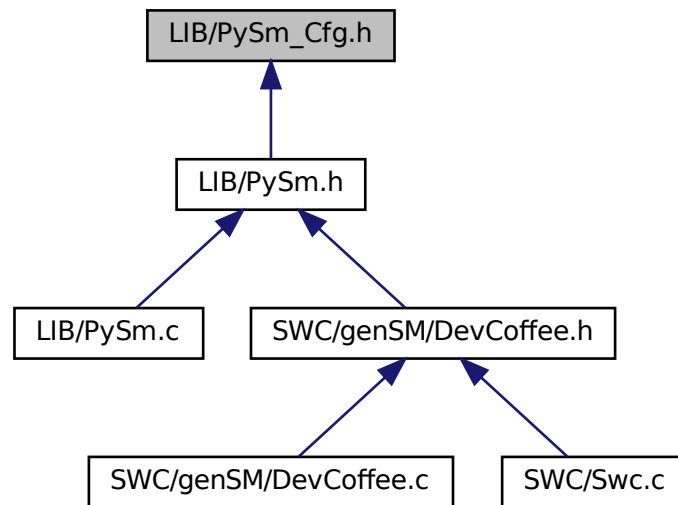 LIB/PySm_Cfg.h
LIB/PySm.h
LIB/PySm.c
SWC/genSM/DevCoffee.h
SWC/genSM/DevCoffee.c
SWC/Swc.c